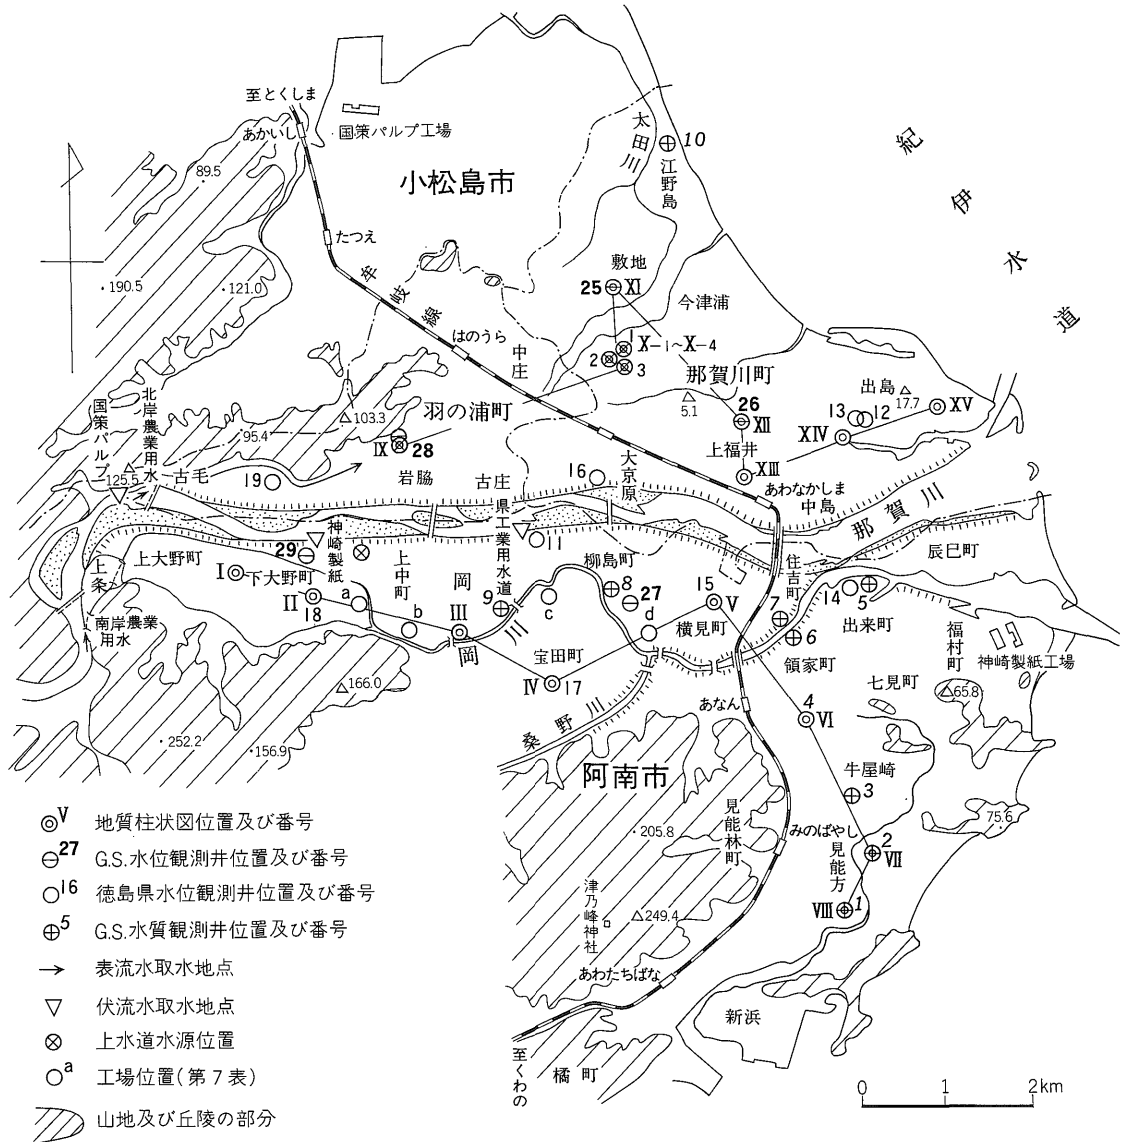 至とくしま
あかいし
国策パルプ工場
小松島市
太田川
10
江野島
紀伊水道
89.5
たつえ
190.5
121.0
牟岐線
敷地
25
XI
今津浦
はのうら
中庄
1
X-1~X-4
2
3
那賀川町
5.1
26
XII
出島
17.7
13
12
XV
XIV
羽の浦町
103.3
95.4
IX
28
国策パルプ
北岸農業用水
125.5
古毛
19
岩脇
古庄
16
大京原
上福井
XIII
あわなかしま
中島
那賀川
県工業用水道
11
神崎製紙
29
上大野町
上条
I
下大野町
II
18
a
上中町
b
岡
III
9
岡川
c
柳島町
8
27
d
15
V
横見町
住吉町
7
6
領家町
14
5
出来町
辰巳町
福村町
神崎製紙工場
南岸農業用水
宝田町
IV
17
166.0
252.2
156.9
桑野川
あなん
4
VI
七見町
65.8
阿南市
牛屋崎
3
75.6
205.8
見能林町
みのばやし
見能方
2
VII
VIII
1
津乃峰神社
249.4
あわたちばな
新浜
至くわの
橘町
V 地質柱状図位置及び番号
27 G.S.水位観測井位置及び番号
16 徳島県水位観測井位置及び番号
5 G.S.水質観測井位置及び番号
表流水取水地点
伏流水取水地点
上水道水源位置
a 工場位置(第7表)
山地及び丘陵の部分
0 1 2km